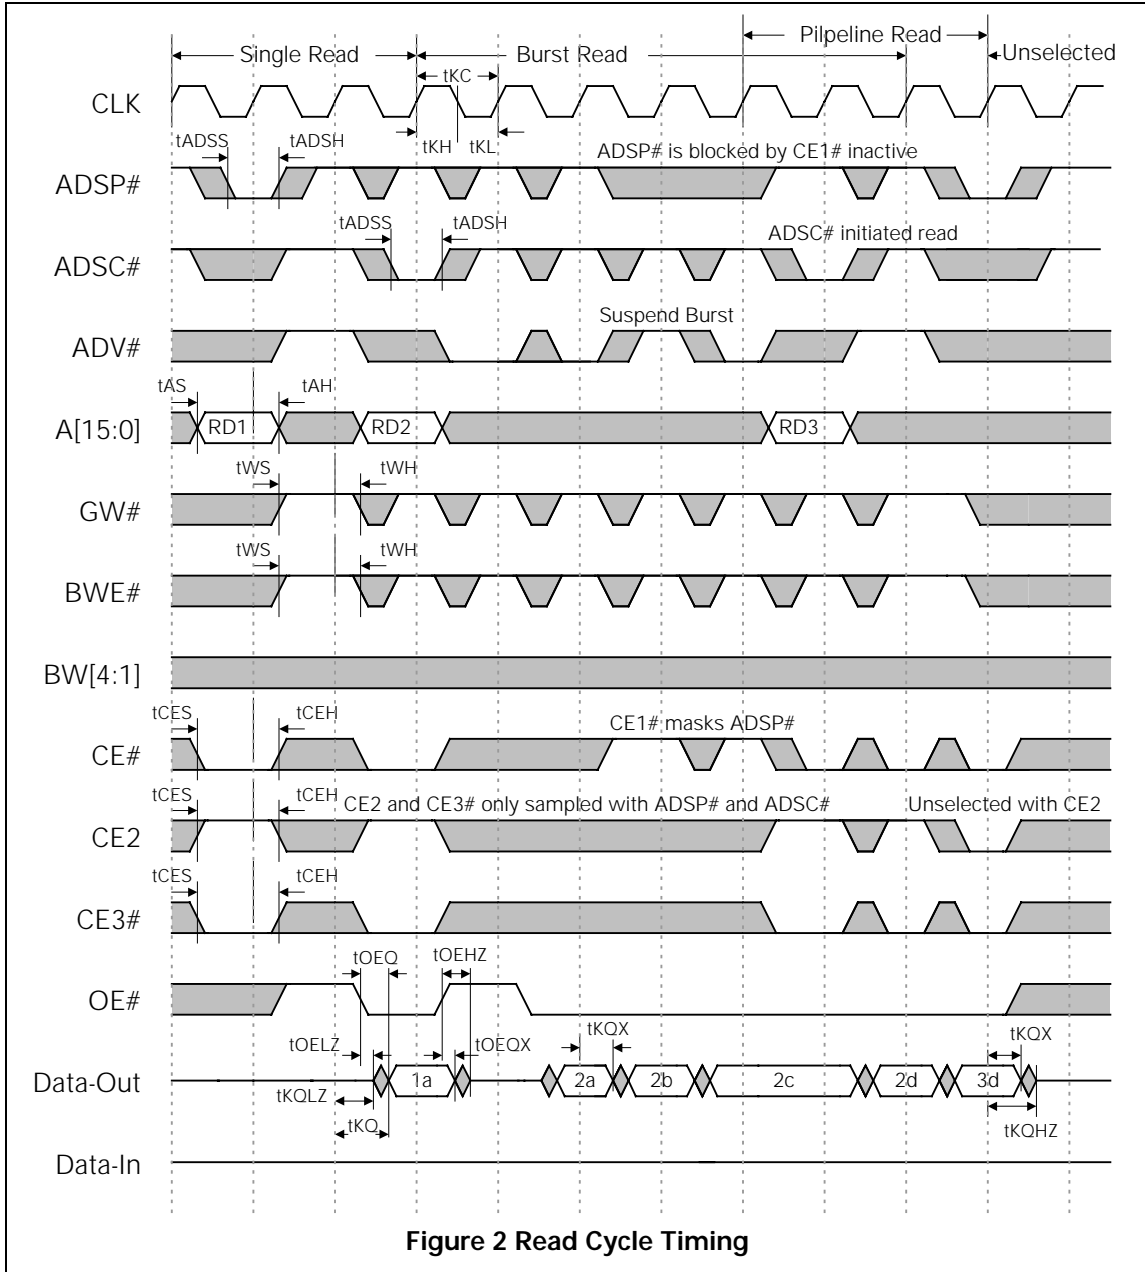 Pilpeline Read
Single Read
Burst Read
Unselected
tKC
CLK
tADSS
tADSH
tKH
tKL
ADSP# is blocked by CE1# inactive
ADSP#
tADSS
tADSH
ADSC# initiated read
ADSC#
Suspend Burst
ADV#
tAS
tAH
A[15:0]
RD1
RD2
RD3
tWS
tWH
GW#
tWS
tWH
BWE#
BW[4:1]
tCES
tCEH
CE1# masks ADSP#
CE#
tCES
tCEH
CE2 and CE3# only sampled with ADSP# and ADSC#
Unselected with CE2
CE2
tCES
tCEH
CE3#
tOEQ
tOEHZ
OE#
tOELZ
tOEQX
tKQX
tKQX
Data-Out
1a
2a
2b
2c
2d
3d
tKQLZ
tKQ
tKQHZ
Data-In
Figure 2 Read Cycle Timing